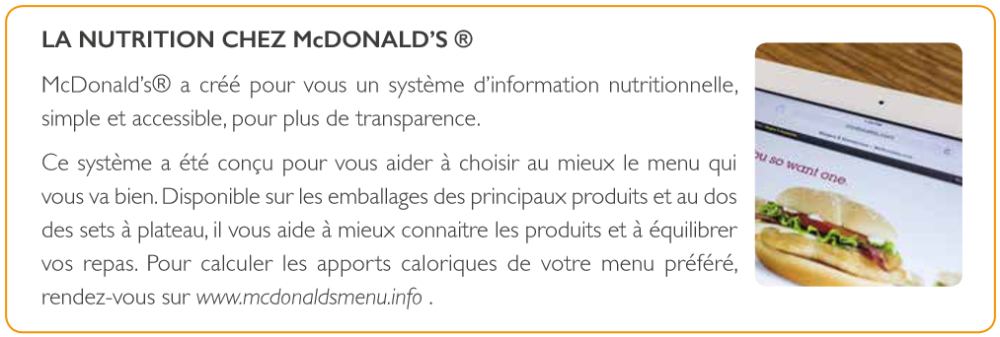 LA NUTRITION CHEZ McDONALD'S ®
McDonald's® a créé pour vous un système d'information nutritionnelle,
simple et accessible, pour plus de transparence.
Ce système a été conçu pour vous aider à choisir au mieux le menu qui
vous va bien. Disponible sur les emballages des principaux produits et au dos
des sets à plateau, il vous aide à mieux connaitre les produits et à équilibrer
vos repas. Pour calculer les apports caloriques de votre menu préféré,
rendez-vous sur www.mcdonaldsmenu.info .
you so want one.